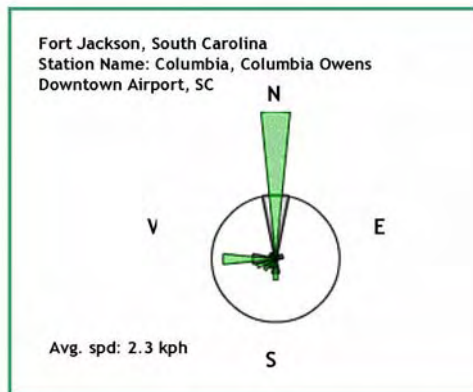 Fort Jackson, South Carolina
Station Name: Columbia, Columbia Owens
Downtown Airport, SC
N
V
E
Avg. spd: 2.3 kph
S